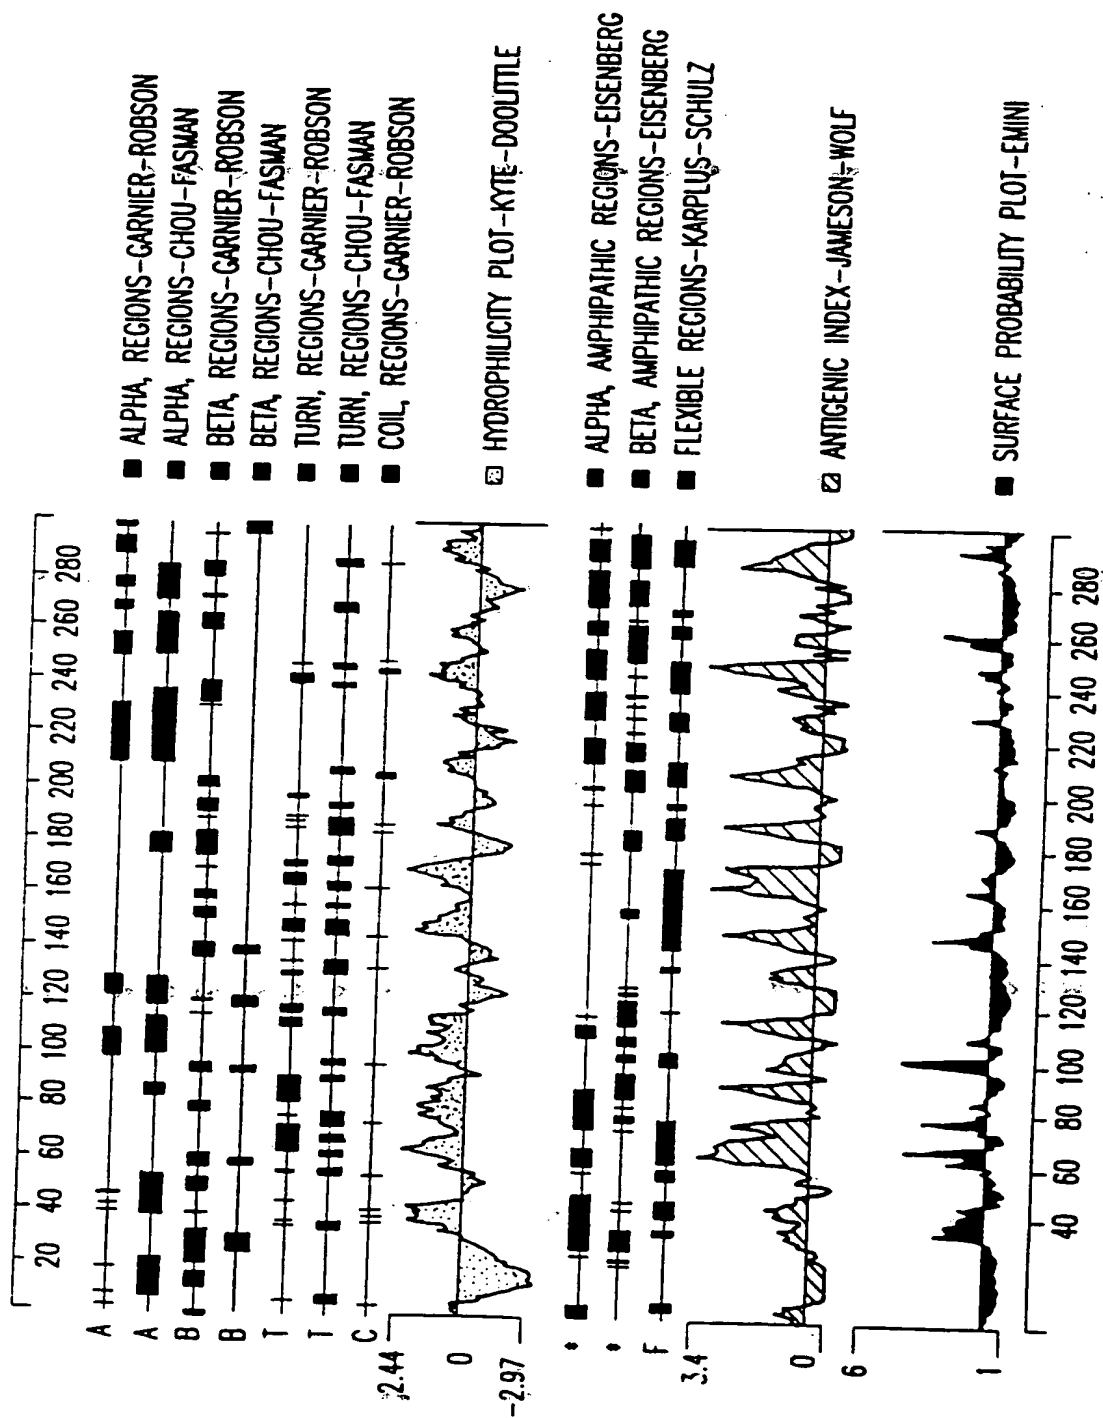 20 40 60 80 100 120 140 160 180 200 220 240 260 280
A ALPHA, REGIONS-GARNIER-ROBSON
A ALPHA, REGIONS-CHOU-FASMAN
B BETA, REGIONS-GARNIER-ROBSON
B BETA, REGIONS-CHOU-FASMAN
T TURN, REGIONS-GARNIER-ROBSON
T TURN, REGIONS-CHOU-FASMAN
C COIL, REGIONS-GARNIER-ROBSON
2.44
0 HYDROPHILICITY PLOT-KYTE-DOOLITTLE
-2.97
* ALPHA, AMPHIPATHIC REGIONS-EISENBERG
* BETA, AMPHIPATHIC REGIONS-EISENBERG
F FLEXIBLE REGIONS-KARPLUS-SCHULZ
3.4
0 ANTIGENIC INDEX-JAMESON-WOLF
6
1 SURFACE PROBABILITY PLOT-EMINI
40 60 80 100 120 140 160 180 200 220 240 260 280